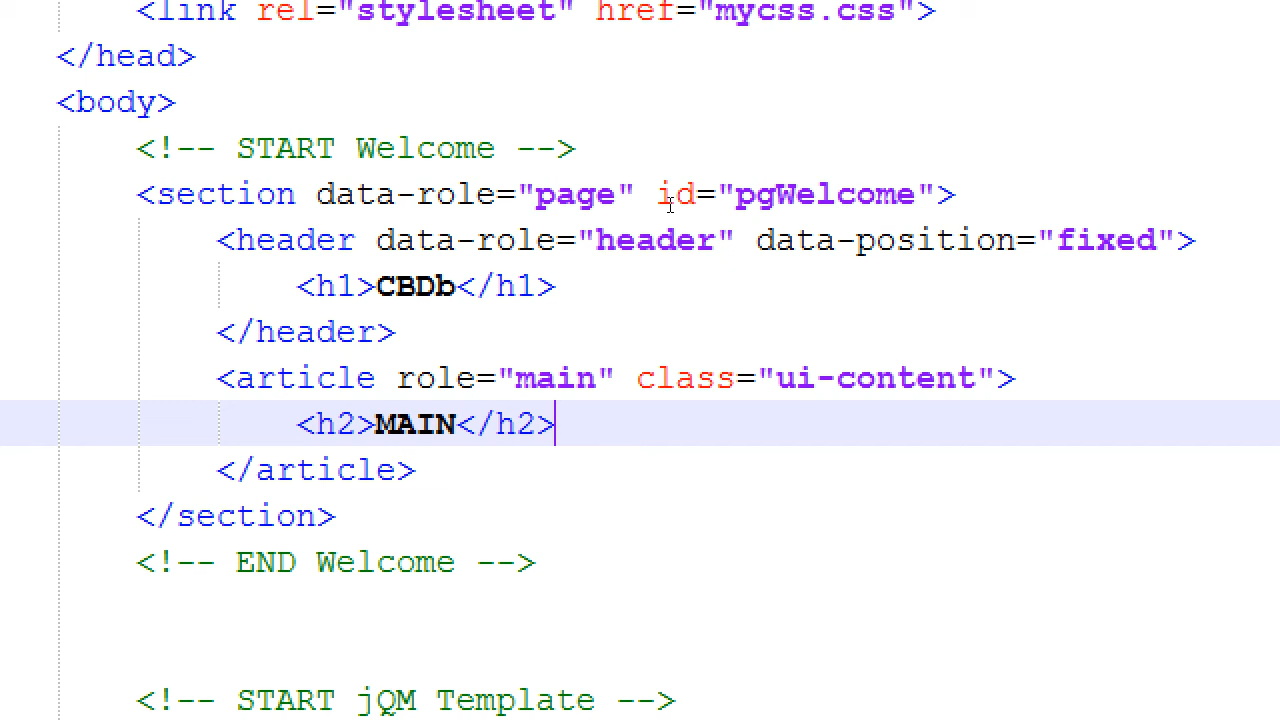 <link rel="stylesheet" href="mycss.css">
</head>
<body>
<!-- START Welcome -->
<section data-role="page" id="pgWelcome">
<header data-role="header" data-position="fixed">
<h1>CBDb</h1>
</header>
<article role="main" class="ui-content">
<h2>MAIN</h2>
</article>
</section>
<!-- END Welcome -->
<!-- START jQM Template -->